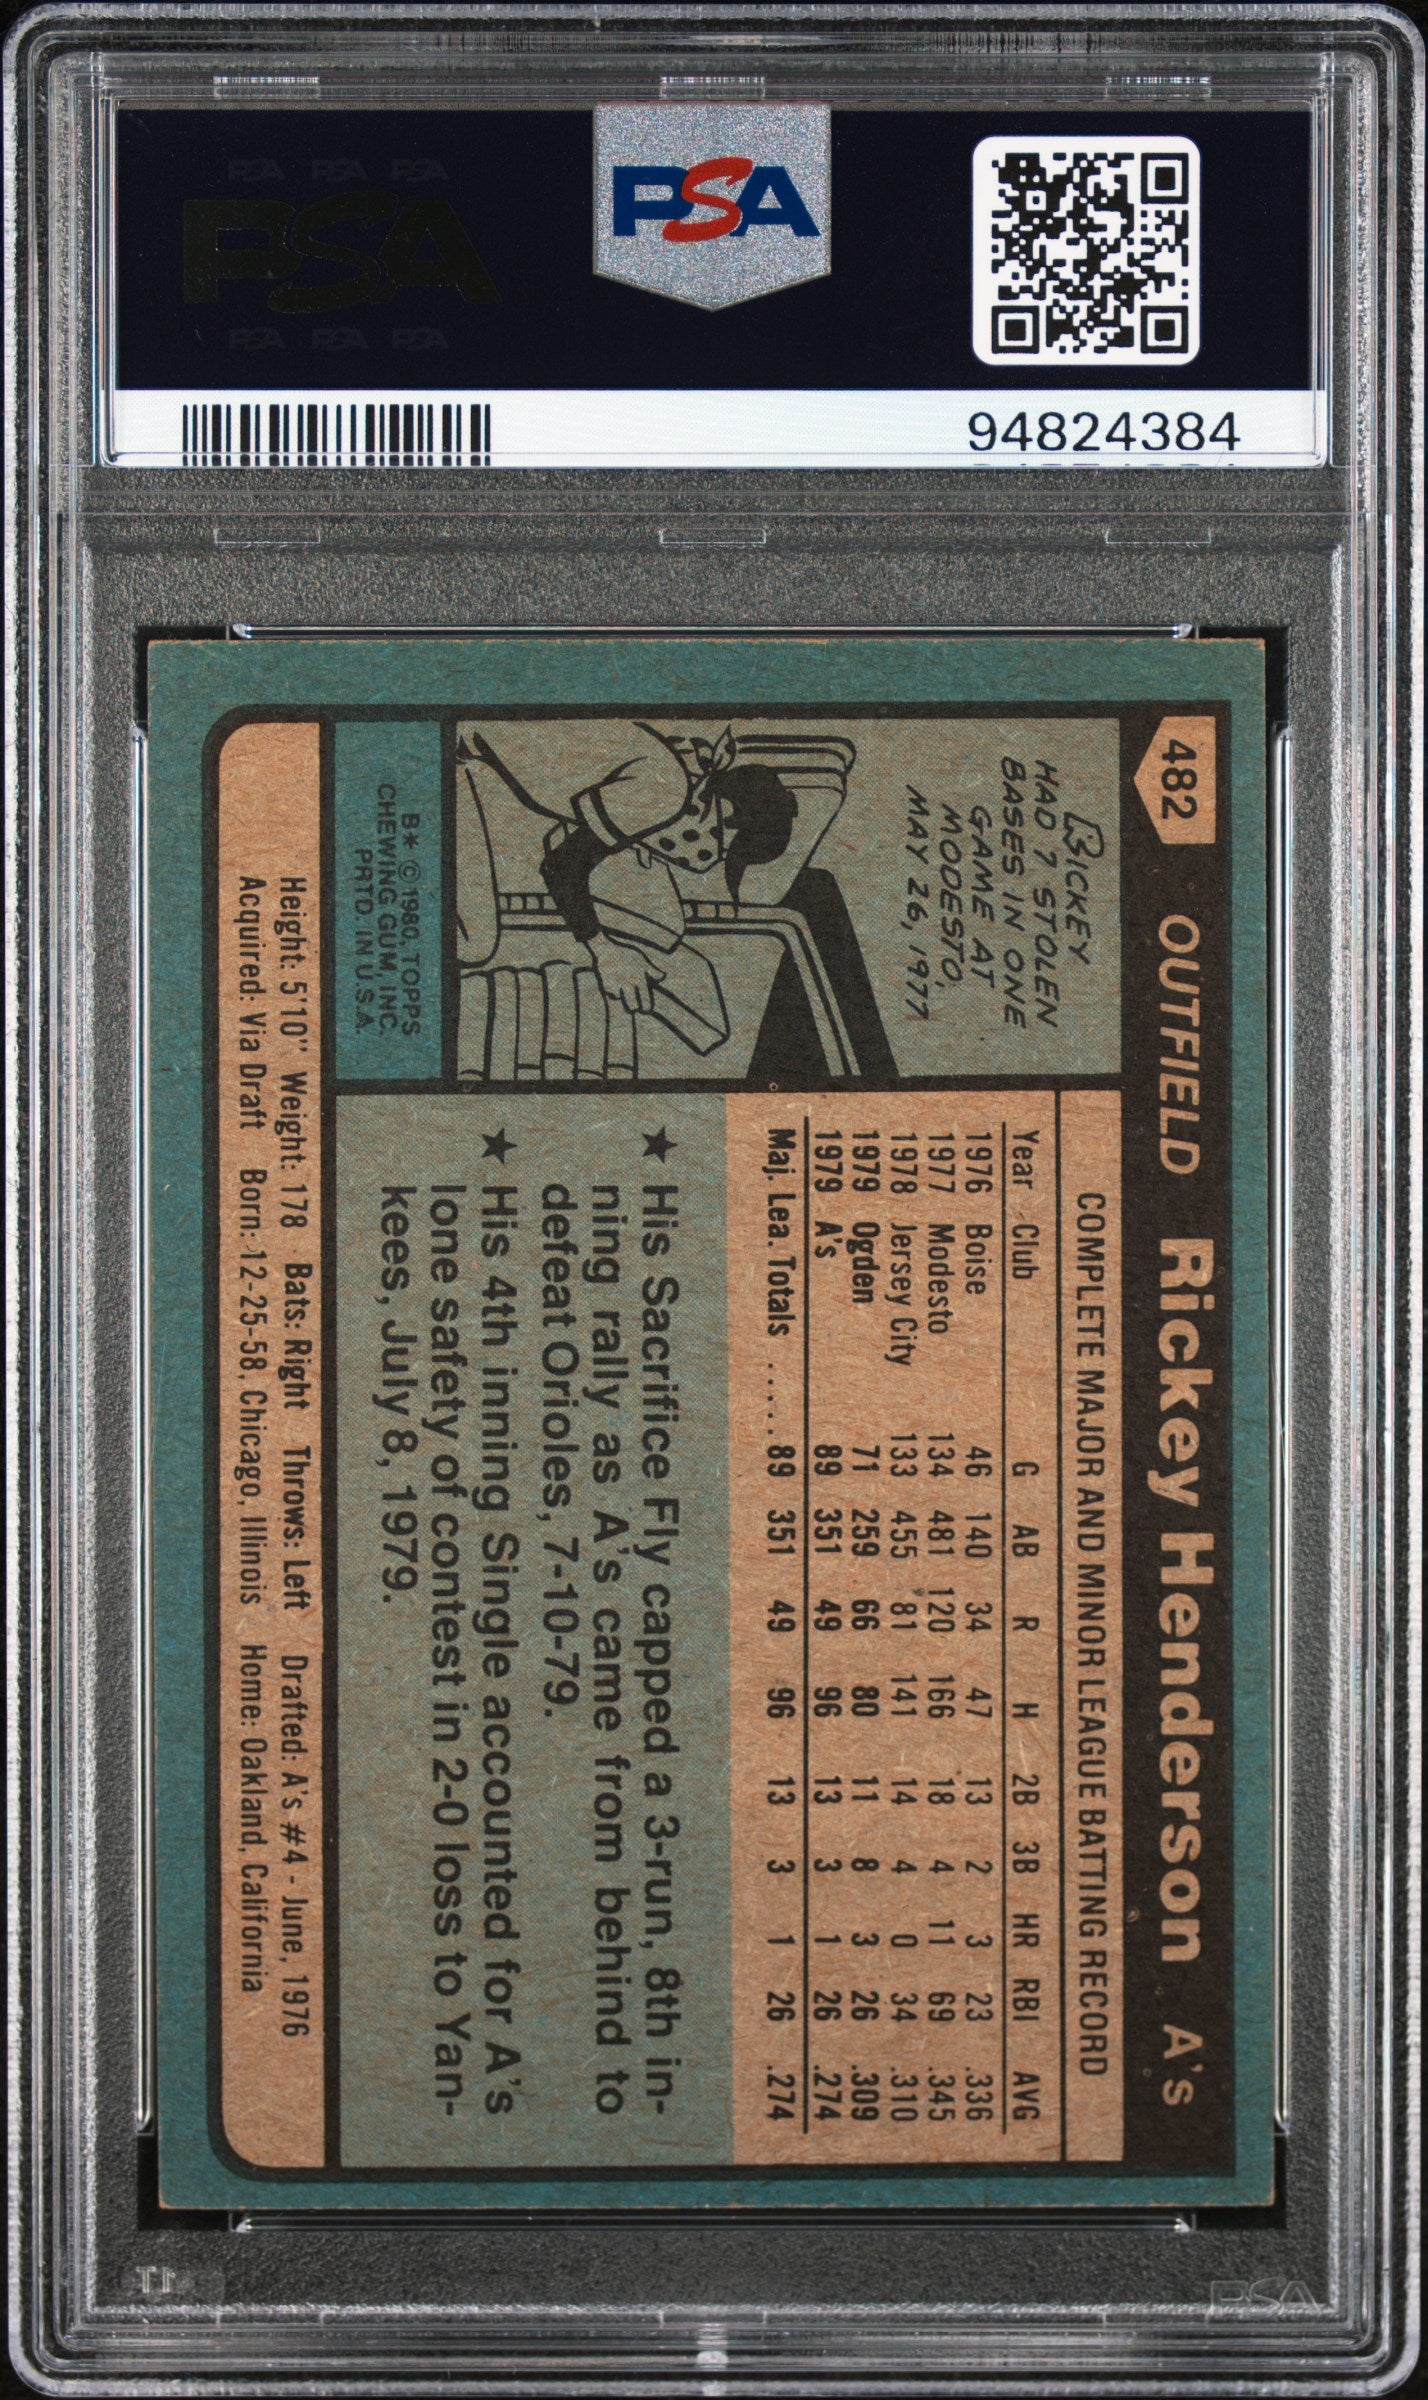 PSA PSA PSA
PSA
PSA PSA PSA
PSA
94824384
482 OUTFIELD Rickey Henderson A's
RICKEY
HAD 7 STOLEN
BASES IN ONE
GAME AT
MODESTO,
MAY 26, 1977
B* © 1980, TOPPS
CHEWING GUM, INC.
PRTD. IN U.S.A.
COMPLETE MAJOR AND MINOR LEAGUE BATTING RECORD
Year Club G AB R H 2B 3B HR RBI AVG
1976 Boise 46 140 34 47 13 2 3 23 .336
1977 Modesto 134 481 120 166 18 4 11 69 .345
1978 Jersey City 133 455 81 141 14 4 0 34 .310
1979 Ogden 71 259 66 80 11 8 3 26 .309
1979 A's 89 351 49 96 13 3 1 26 .274
Maj. Lea. Totals ..... 89 351 49 96 13 3 1 26 .274
★ His Sacrifice Fly capped a 3-run, 8th in-
ning rally as A's came from behind to
defeat Orioles, 7-10-79.
★ His 4th inning Single accounted for A's
lone safety of contest in 2-0 loss to Yan-
kees, July 8, 1979.
Height: 5'10" Weight: 178 Bats: Right Throws: Left Drafted: A's #4 - June, 1976
Acquired: Via Draft Born: 12-25-58, Chicago, Illinois Home: Oakland, California
PSA